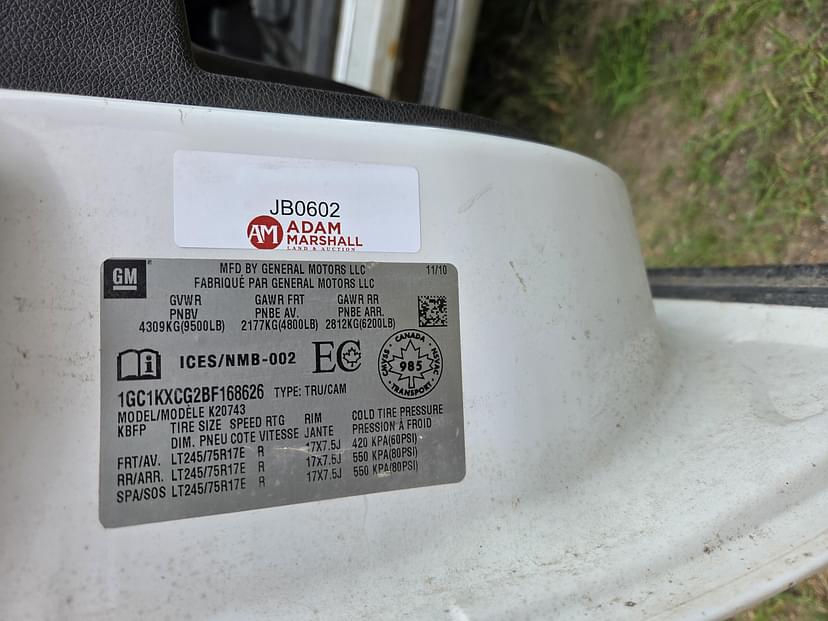 JB0602
AM ADAM
MARSHALL
LAND & AUCTION
GM
MFD BY GENERAL MOTORS LLC 11/10
FABRIQUÉ PAR GENERAL MOTORS LLC
GVWR GAWR FRT GAWR RR
PNBV PNBE AV. PNBE ARR.
4309KG(9500LB) 2177KG(4800LB) 2812KG(6200LB)
i ICES/NMB-002 EC
CANADA
CMVSS NSVAC
985
TRANSPORT
1GC1KXCG2BF168626 TYPE: TRU/CAM
MODEL/MODÈLE K20743
KBFP TIRE SIZE SPEED RTG RIM COLD TIRE PRESSURE
DIM. PNEU COTE VITESSE JANTE PRESSION À FROID
FRT/AV. LT245/75R17E R 17X7.5J 420 KPA(60PSI)
RR/ARR. LT245/75R17E R 17X7.5J 550 KPA(80PSI)
SPA/SOS LT245/75R17E R 17X7.5J 550 KPA(80PSI)